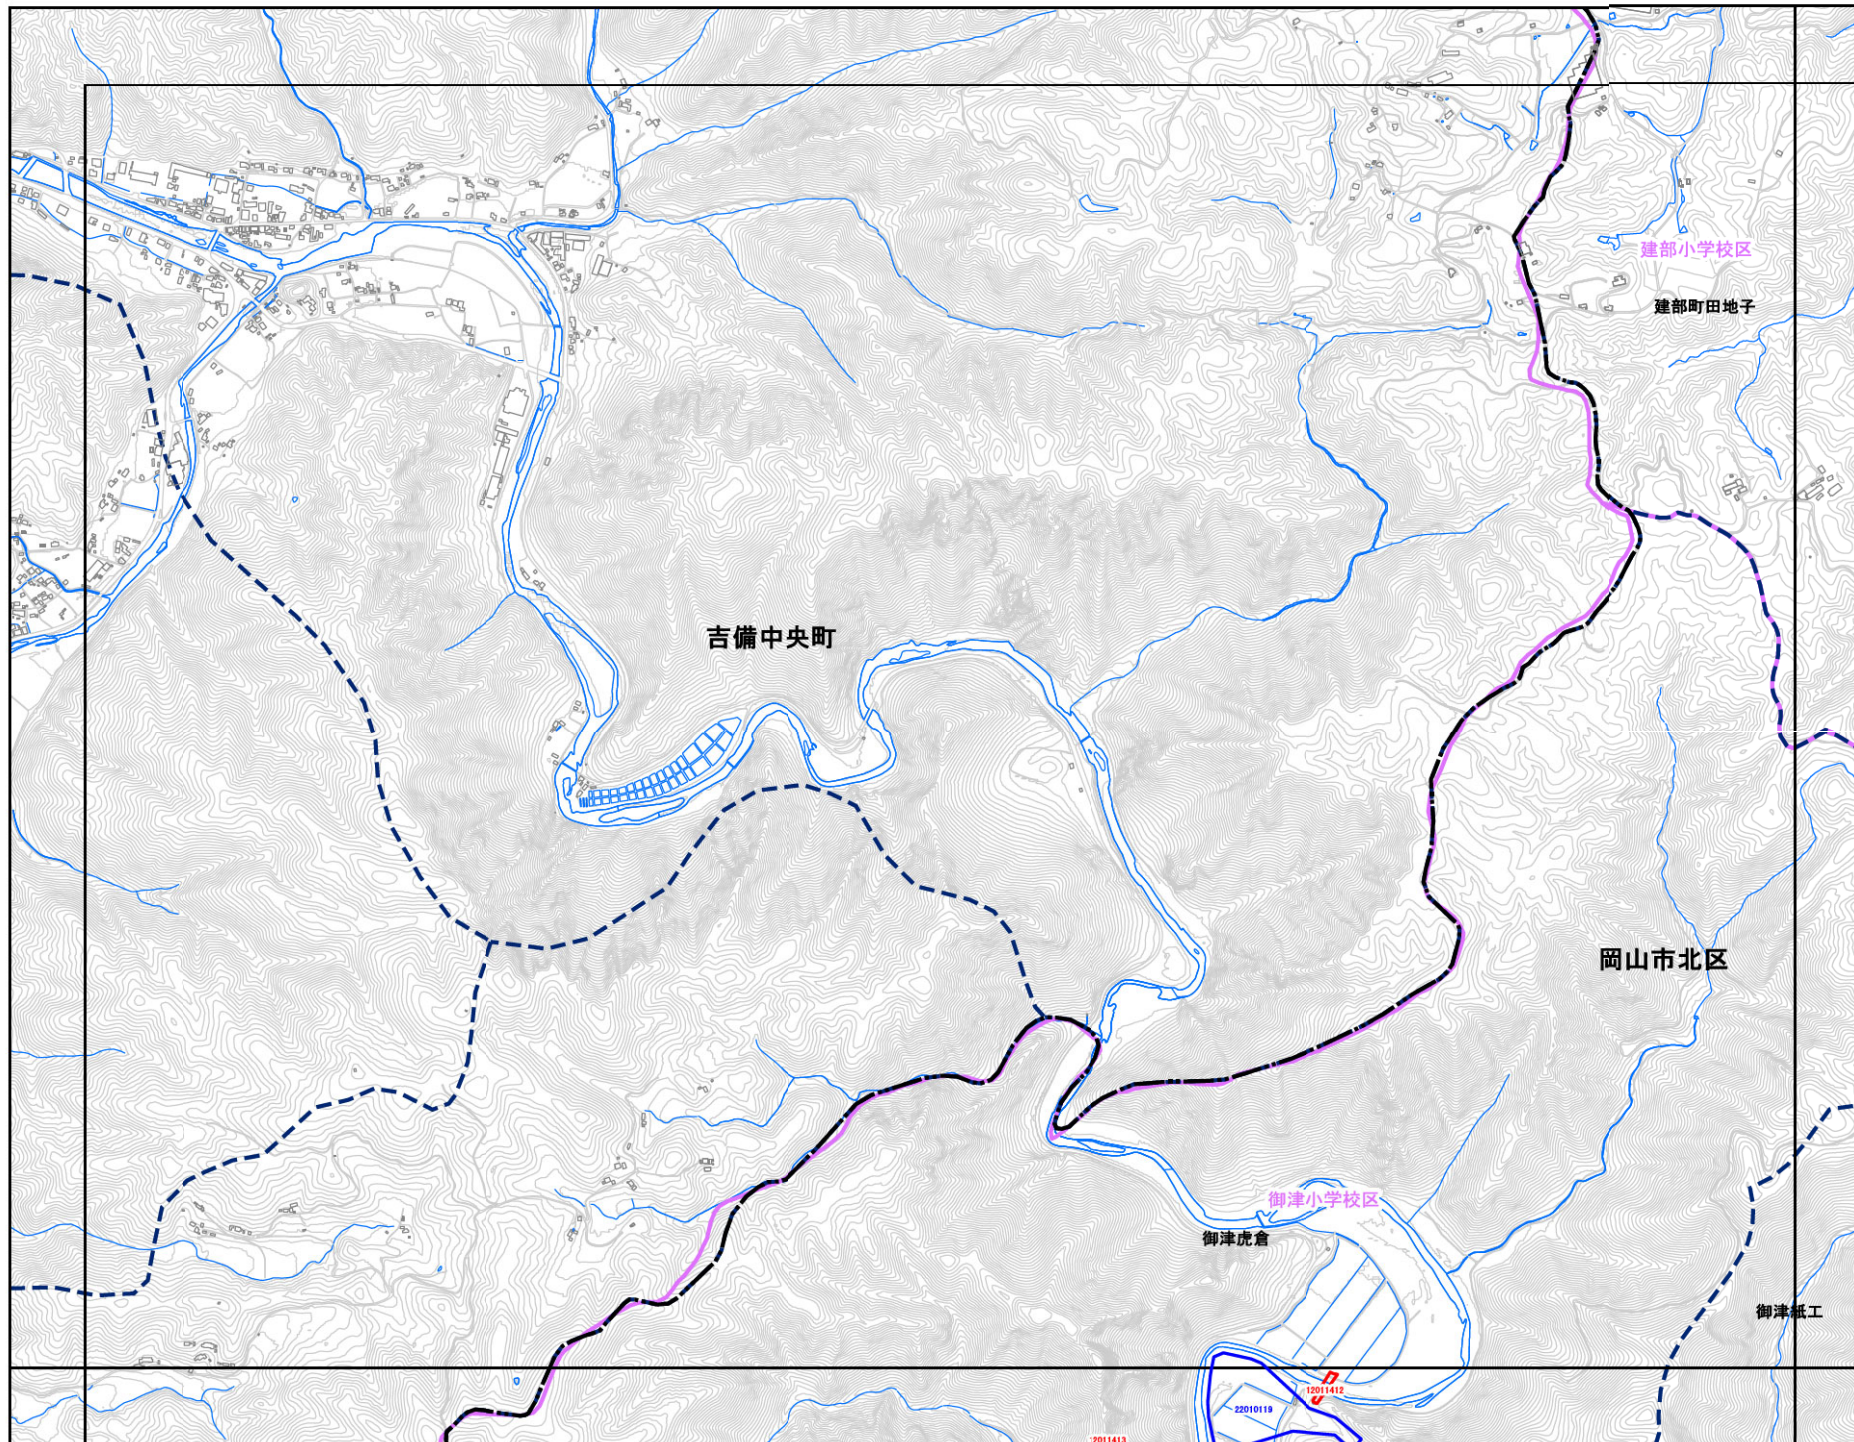 建部小学校区
建部町田地子
吉備中央町
岡山市北区
御津小学校区
御津虎倉
御津紙工
12011412
22010119
2011413